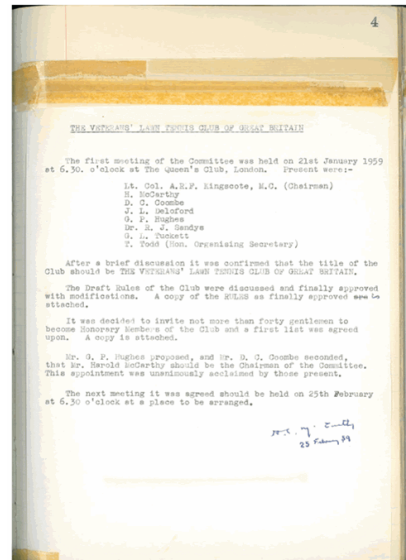 4
THE VETERANS' LAWN TENNIS CLUB OF GREAT BRITAIN
The first meeting of the Committee was held on 21st January 1959
at 6.30. o'clock at The Queen's Club, London. Present were:-
Lt. Col. A.R.F. Kingscote, M.C. (Chairman)
H. McCarthy
D. C. Coombe
J. L. Deloford
G. P. Hughes
Dr. R. J. Sandys
G. L. Tuckett
T. Todd (Hon. Organising Secretary)
After a brief discussion it was confirmed that the title of the
Club should be THE VETERANS' LAWN TENNIS CLUB OF GREAT BRITAIN.
The Draft Rules of the Club were discussed and finally approved
with modifications. A copy of the RULES as finally approved
attached.
It was decided to invite not more than forty gentlemen to
become Honorary Members of the Club and a first list was agreed
upon. A copy is attached.
Mr. G. P. Hughes proposed, and Mr. D. C. Coombe seconded,
that Mr. Harold McCarthy should be the Chairman of the Committee.
This appointment was unanimously acclaimed by those present.
The next meeting it was agreed should be held on 25th February
at 6.30 o'clock at a place to be arranged.